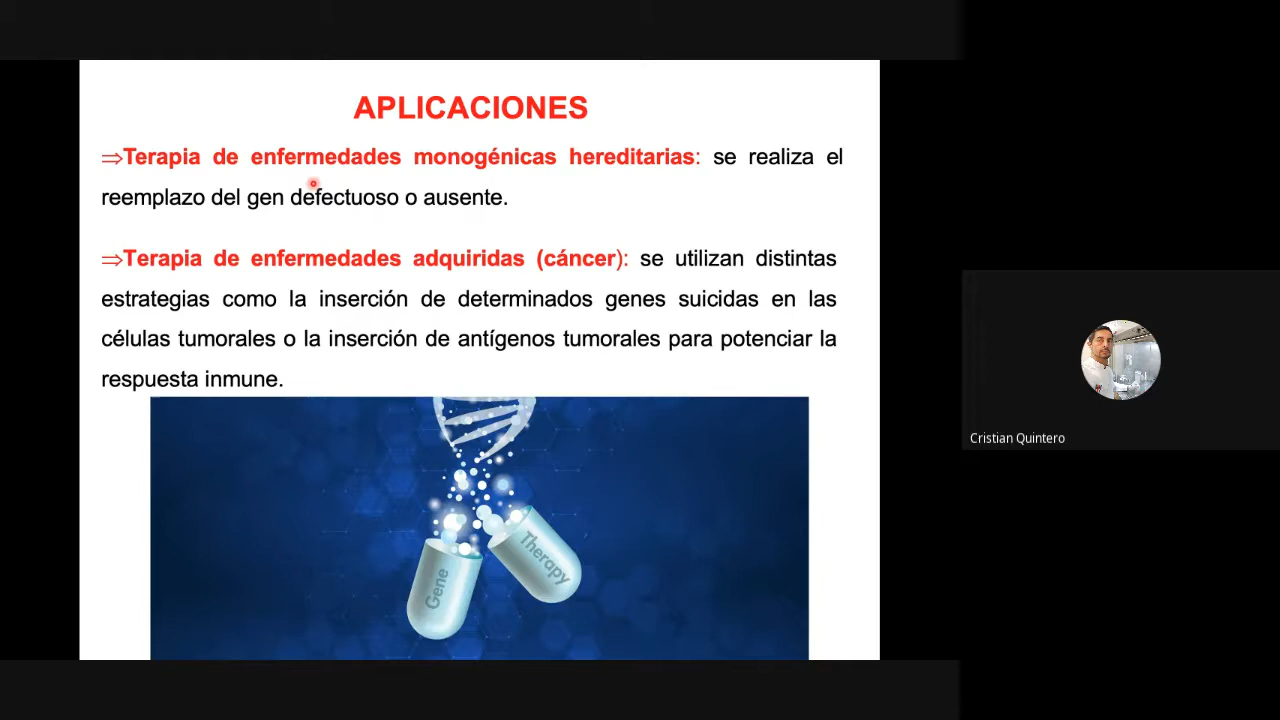 APLICACIONES
⇒Terapia de enfermedades monogénicas hereditarias: se realiza el
reemplazo del gen defectuoso o ausente.
⇒Terapia de enfermedades adquiridas (cáncer): se utilizan distintas
estrategias como la inserción de determinados genes suicidas en las
células tumorales o la inserción de antígenos tumorales para potenciar la
respuesta inmune.
Gene
Therapy
Cristian Quintero